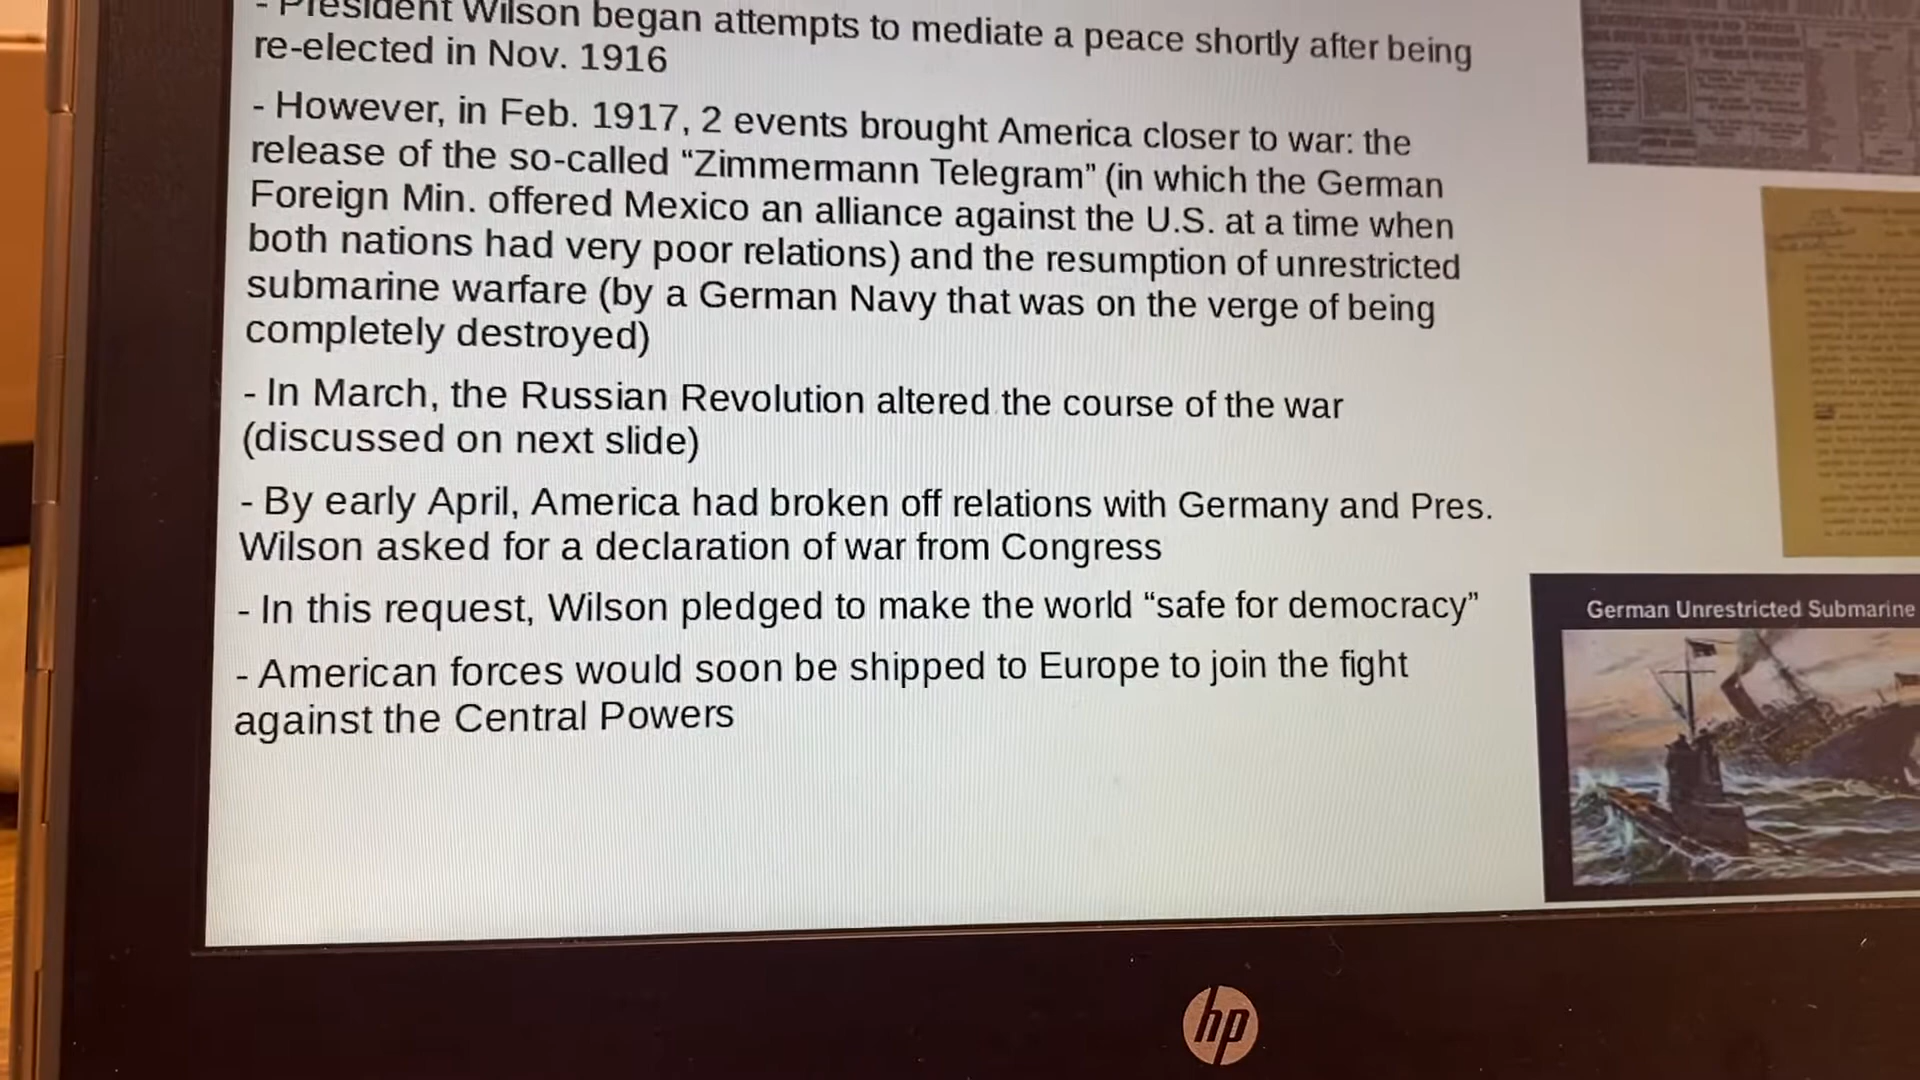 - President Wilson began attempts to mediate a peace shortly after being
re-elected in Nov. 1916
- However, in Feb. 1917, 2 events brought America closer to war: the
release of the so-called “Zimmermann Telegram” (in which the German
Foreign Min. offered Mexico an alliance against the U.S. at a time when
both nations had very poor relations) and the resumption of unrestricted
submarine warfare (by a German Navy that was on the verge of being
completely destroyed)
- In March, the Russian Revolution altered the course of the war
(discussed on next slide)
- By early April, America had broken off relations with Germany and Pres.
Wilson asked for a declaration of war from Congress
- In this request, Wilson pledged to make the world “safe for democracy”
- American forces would soon be shipped to Europe to join the fight
against the Central Powers
German Unrestricted Submarine
hp